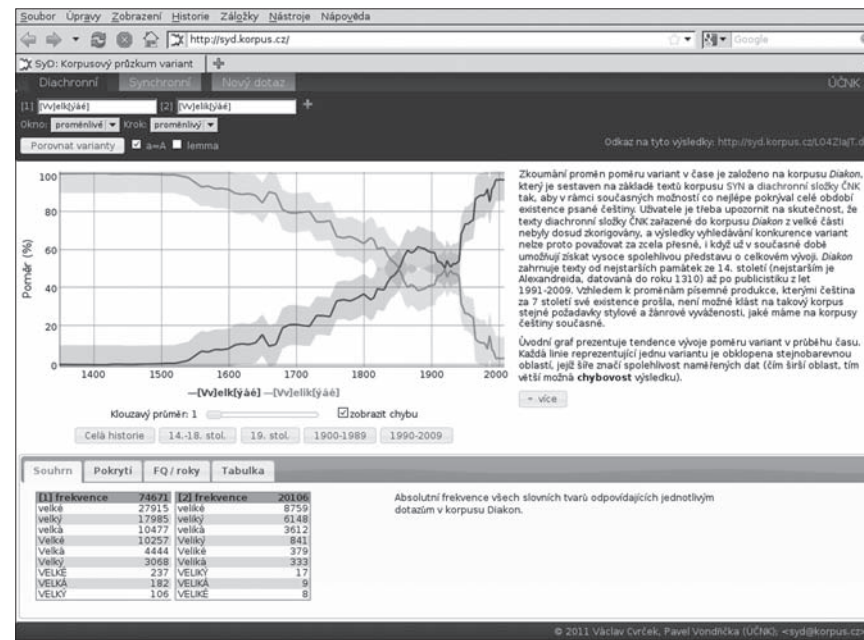 Soubor Úpravy Zobrazení Historie Záložky Nástroje Nápověda
http://syd.korpus.cz/
Google
SyD: Korpusový průzkum variant
Diachronní Synchronní Nový dotaz ÚČNK
[1] [Vv]elk[ýáé] [2] [Vv]elik[ýáé]
Okno: proměnlivé Krok: proměnlivý
Porovnat varianty a=A lemma Odkaz na tyto výsledky: http://syd.korpus.cz/LO4ZIaJT.d
Zkoumání proměn poměru variant v čase je založeno na korpusu Diakon,
který je sestaven na základě textů korpusu SYN a diachronní složky ČNK
tak, aby v rámci současných možností co nejlépe pokrýval celé období
existence psané češtiny. Uživatele je třeba upozornit na skutečnost, že
texty diachronní složky ČNK zařazené do korpusu Diakon z velké části
nebyly dosud zkorigovány, a výsledky vyhledávání konkurence variant
nelze proto považovat za zcela přesné, i když už v současné době
umožňují získat vysoce spolehlivou představu o celkovém vývoji. Diakon
zahrnuje texty od nejstarších památek ze 14. století (nejstarším je
Alexandreida, datovaná do roku 1310) až po publicistiku z let
1991-2009. Vzhledem k proměnám písemné produkce, kterými čeština
za 7 století své existence prošla, není možné klást na takový korpus
stejné požadavky stylové a žánrové vyváženosti, jaké máme na korpusy
češtiny současné.
Úvodní graf prezentuje tendence vývoje poměru variant v průběhu času.
Každá linie reprezentující jednu variantu je obklopena stejnobarevnou
oblastí, jejíž šíře značí spolehlivost naměřených dat (čím širší oblast, tím
větší možná chybovost výsledku).
více
Poměr (%)
100
80
60
40
20
0
1400 1500 1600 1700 1800 1900 2000
—[Vv]elk[ýáé] —[Vv]elik[ýáé]
Klouzavý průměr: 1 zobrazit chybu
Celá historie 14.-18. stol. 19. stol. 1900-1989 1990-2009
Souhrn Pokrytí FQ/roky Tabulka
[1] frekvence 74671 [2] frekvence 20106
velké 27915 veliké 8759
velký 17985 veliký 6148
velká 10477 veliká 3612
Velké 10257 Veliký 841
Velká 4444 Veliké 379
Velký 3068 Veliká 333
VELKÉ 237 VELIKÝ 17
VELKÁ 182 VELIKÁ 9
VELKÝ 106 VELIKÉ 8
Absolutní frekvence všech slovních tvarů odpovídajících jednotlivým
dotazům v korpusu Diakon.
© 2011 Václav Cvrček, Pavel Vondřička (ÚČNK); <syd@korpus.cz>